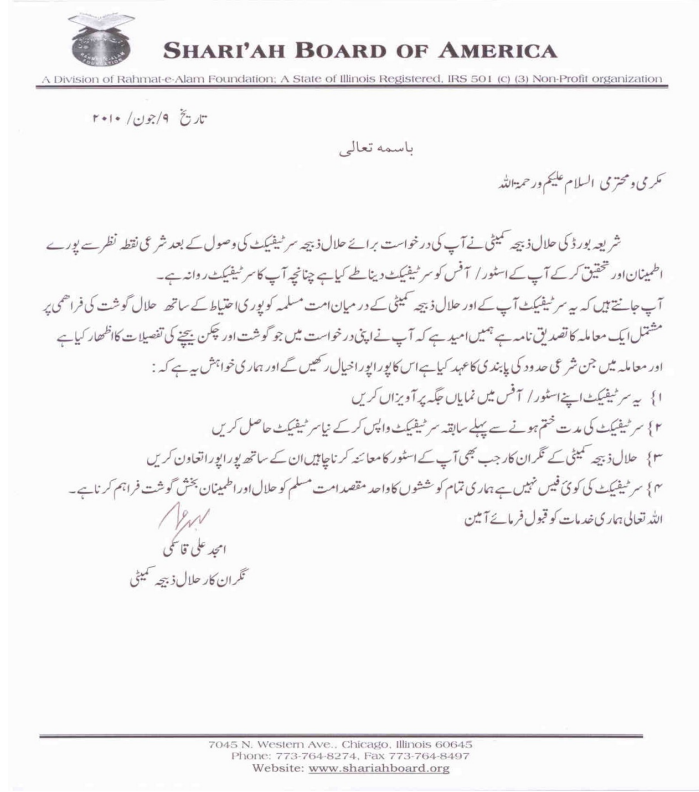 SHARI'AH BOARD OF AMERICA
A Division of Rahmat-e-Alam Foundation; A State of Illinois Registered, IRS 501 (c) (3) Non-Profit organization
تاریخ ۹/جون/ ۲۰۱۰
باسمه تعالی
مکرمی و محترمی السلام علیکم ورحمۃ اللہ
شریعہ بورڈ کی حلال ذبیحہ کمیٹی نے آپ کی درخواست برائے حلال ذبیحہ سرٹیفیکٹ کی وصول کے بعد شرعی نقطہ نظر سے پورے
اطمینان اور تحقیق کر کے آپ کے اسٹور/ آفس کو سرٹیفیکٹ دینا طے کیا ہے چنانچہ آپ کا سرٹیفیکٹ روانہ ہے۔
آپ جانتے ہیں کہ یہ سرٹیفیکٹ آپ کے اور حلال ذبیحہ کمیٹی کے درمیان امت مسلمہ کو پوری احتیاط کے ساتھ حلال گوشت کی فراھمی پر
مشتمل ایک معاملہ کا تصدیق نامہ ہے ہمیں امید ہے کہ آپ نے اپنی درخواست میں جو گوشت اور چکن بیچنے کی تفصیلات کا اظہار کیا ہے
اور معاملہ میں جن شرعی حدود کی پابندی کا عہد کیا ہے اس کا پورا پورا خیال رکھیں گے اور ہماری خواہش یہ ہے کہ :
۱} یہ سرٹیفیکٹ اپنے اسٹور/ آفس میں نمایاں جگہ پر آویزاں کریں
۲} سرٹیفیکٹ کی مدت ختم ہونے سے پہلے سابقہ سرٹیفیکٹ واپس کر کے نیا سرٹیفیکٹ حاصل کریں
۳} حلال ذبیحہ کمیٹی کے نگران کار جب بھی آپ کے اسٹور کا معائنہ کرنا چاہیں ان کے ساتھ پورا پورا تعاون کریں
۴} سرٹیفیکٹ کی کوئ فیس نہیں ہے ہماری تمام کوششوں کا واحد مقصد امت مسلم کو حلال اور اطمینان بخش گوشت فراہم کرنا ہے۔
اللہ تعالی ہماری خدمات کو قبول فرمائے آمین
امجد علی قاسمی
نگران کار حلال ذبیحہ کمیٹی
7045 N. Western Ave., Chicago, Illinois 60645
Phone: 773-764-8274, Fax 773-764-8497
Website: www.shariahboard.org